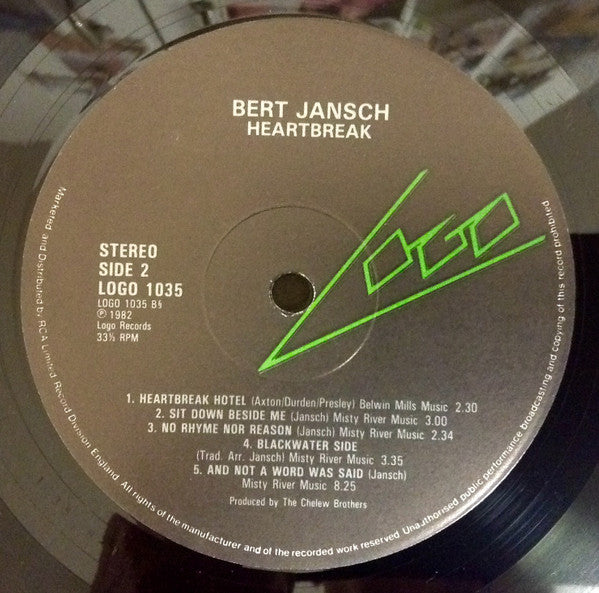 BERT JANSCH
HEARTBREAK
LOGO
STEREO
SIDE 2
LOGO 1035
LOGO 1035 B§
℗ 1982
Logo Records
33⅓ RPM
1. HEARTBREAK HOTEL (Axton/Durden/Presley) Belwin Mills Music 2.30
2. SIT DOWN BESIDE ME (Jansch) Misty River Music 3.00
3. NO RHYME NOR REASON (Jansch) Misty River Music 2.34
4. BLACKWATER SIDE
(Trad. Arr. Jansch) Misty River Music 3.35
5. AND NOT A WORD WAS SAID (Jansch)
Misty River Music 8.25
Produced by The Chelew Brothers
Marketed and Distributed by RCA Limited Record Division England. All rights of the manufacturer and of the recorded work reserved. Unauthorised public performance broadcasting and copying of this record prohibited.